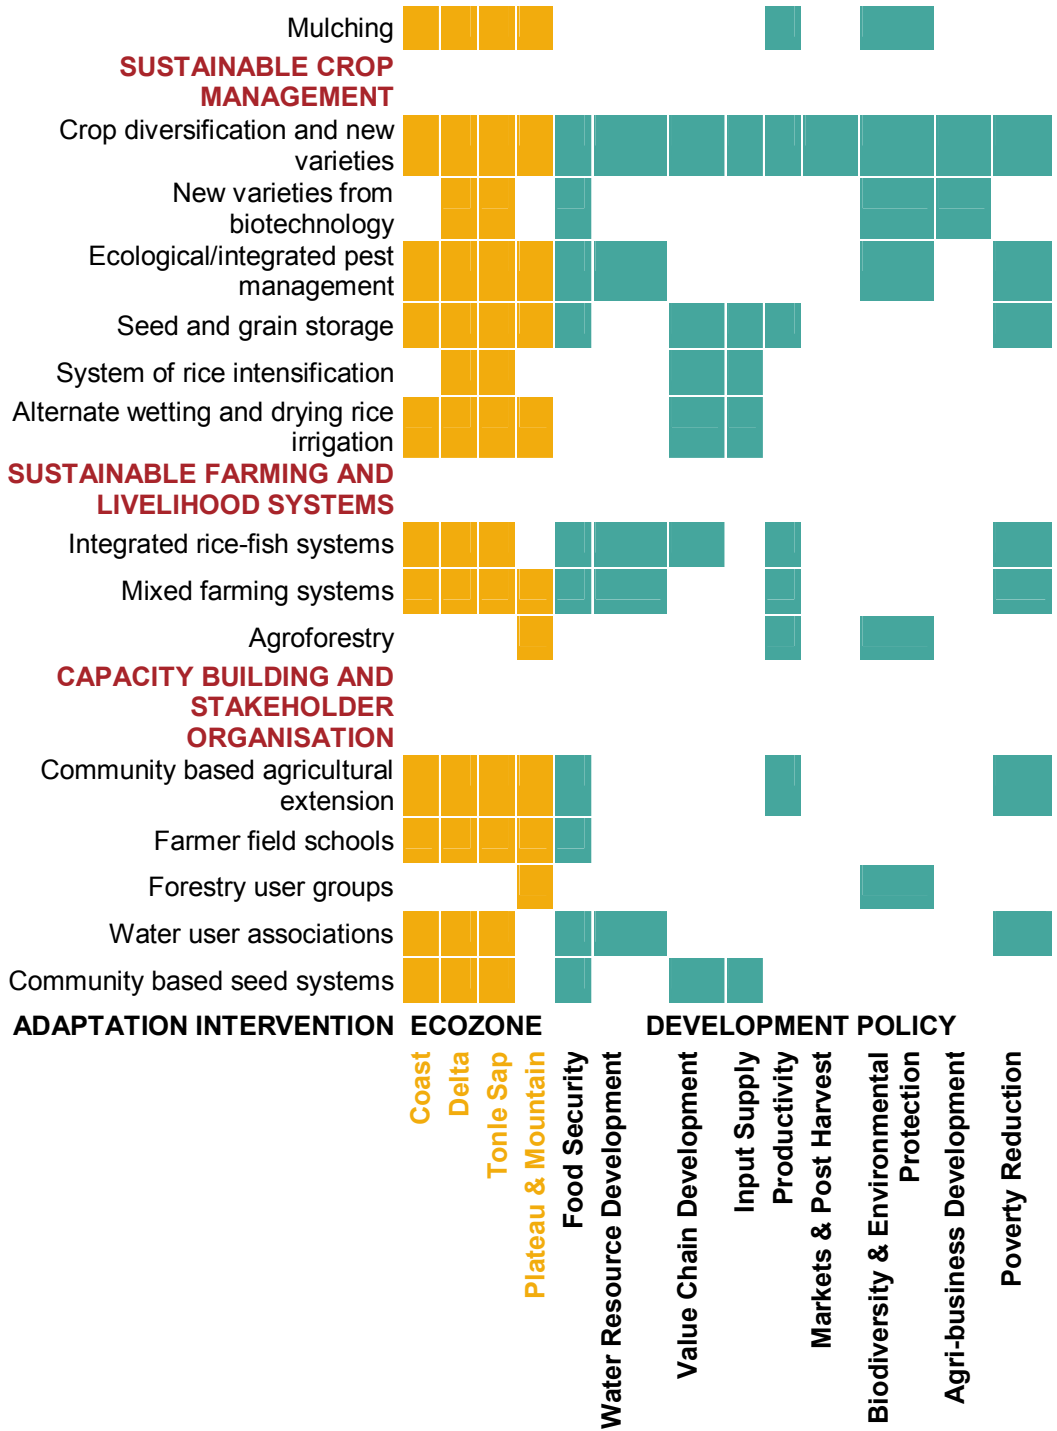 Mulching
SUSTAINABLE CROP
MANAGEMENT
Crop diversification and new
varieties
New varieties from
biotechnology
Ecological/integrated pest
management
Seed and grain storage
System of rice intensification
Alternate wetting and drying rice
irrigation
SUSTAINABLE FARMING AND
LIVELIHOOD SYSTEMS
Integrated rice-fish systems
Mixed farming systems
Agroforestry
CAPACITY BUILDING AND
STAKEHOLDER
ORGANISATION
Community based agricultural
extension
Farmer field schools
Forestry user groups
Water user associations
Community based seed systems
ADAPTATION INTERVENTION ECOZONE DEVELOPMENT POLICY
Coast
Delta
Tonle Sap
Plateau & Mountain
Food Security
Water Resource Development
Value Chain Development
Input Supply
Productivity
Markets & Post Harvest
Biodiversity & Environmental
Protection
Agri-business Development
Poverty Reduction